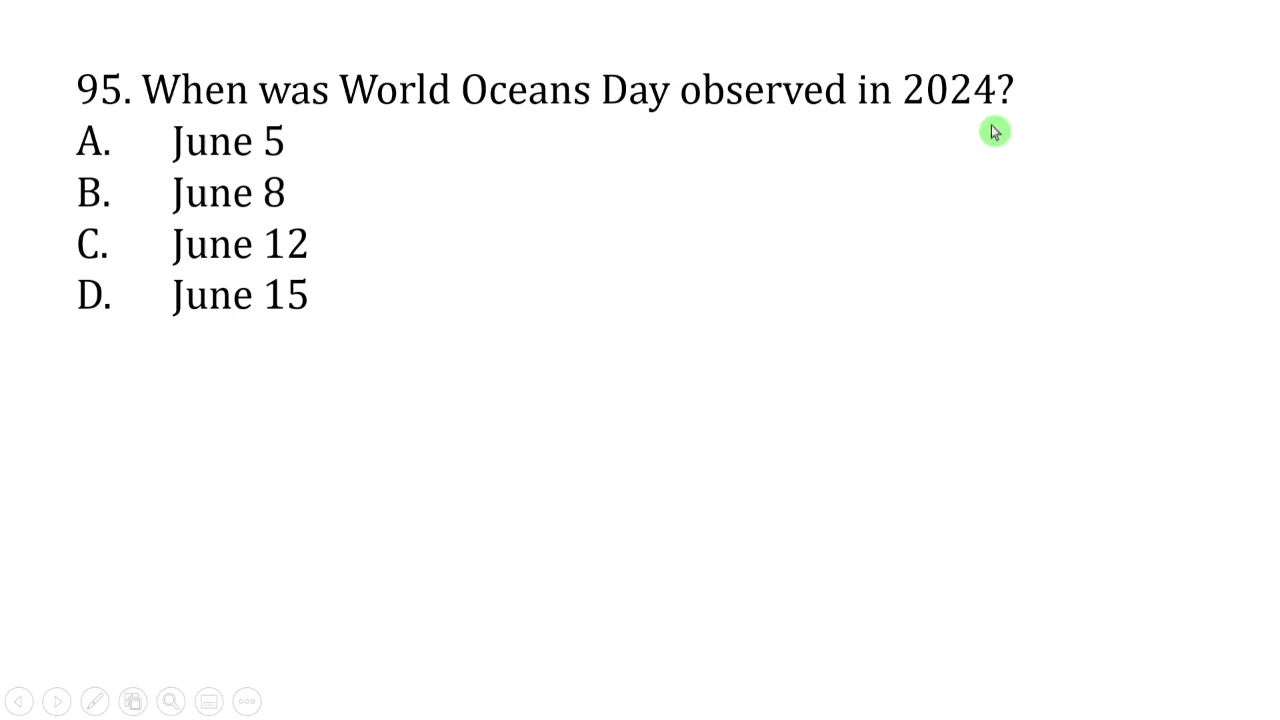 95. When was World Oceans Day observed in 2024?
A. June 5
B. June 8
C. June 12
D. June 15